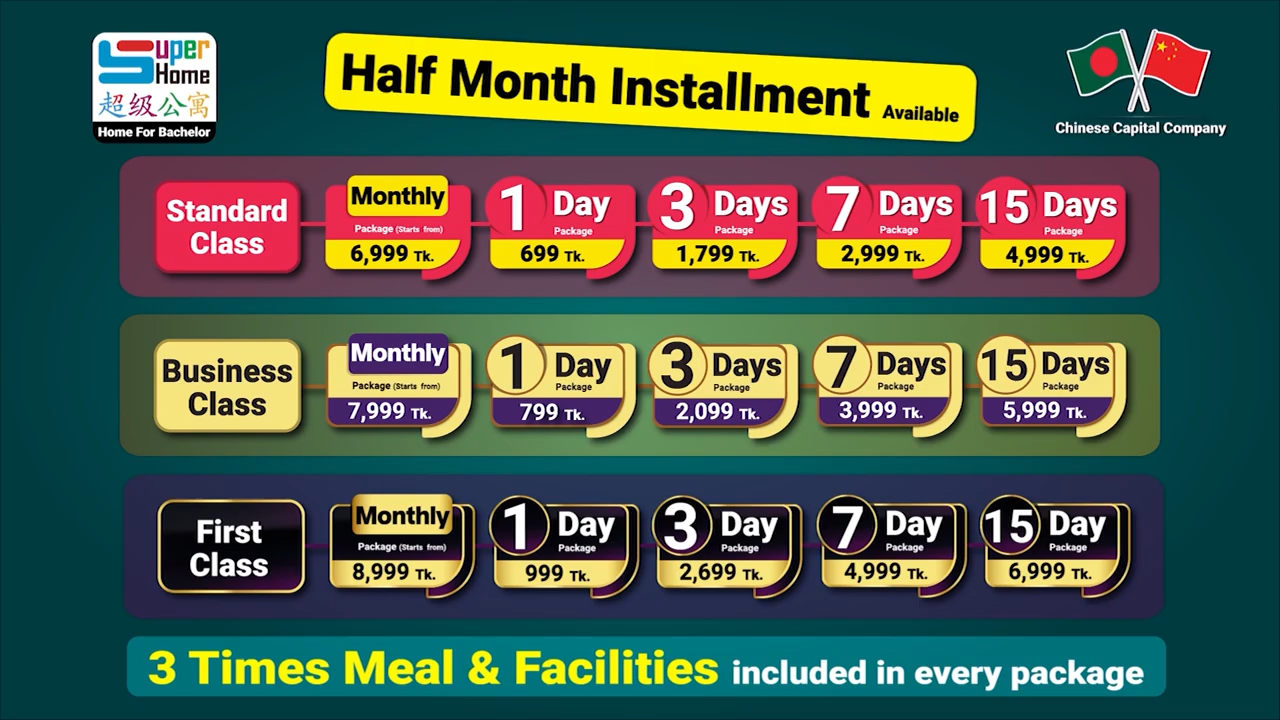 Super
Home
超级公寓
Home For Bachelor
Half Month Installment Available
Chinese Capital Company
Standard
Class
Monthly
Package (Starts from)
6,999 Tk.
1 Day
Package
699 Tk.
3 Days
Package
1,799 Tk.
7 Days
Package
2,999 Tk.
15 Days
Package
4,999 Tk.
Business
Class
Monthly
Package (Starts from)
7,999 Tk.
1 Day
Package
799 Tk.
3 Days
Package
2,099 Tk.
7 Days
Package
3,999 Tk.
15 Days
Package
5,999 Tk.
First
Class
Monthly
Package (Starts from)
8,999 Tk.
1 Day
Package
999 Tk.
3 Day
Package
2,699 Tk.
7 Day
Package
4,999 Tk.
15 Day
Package
6,999 Tk.
3 Times Meal & Facilities included in every package